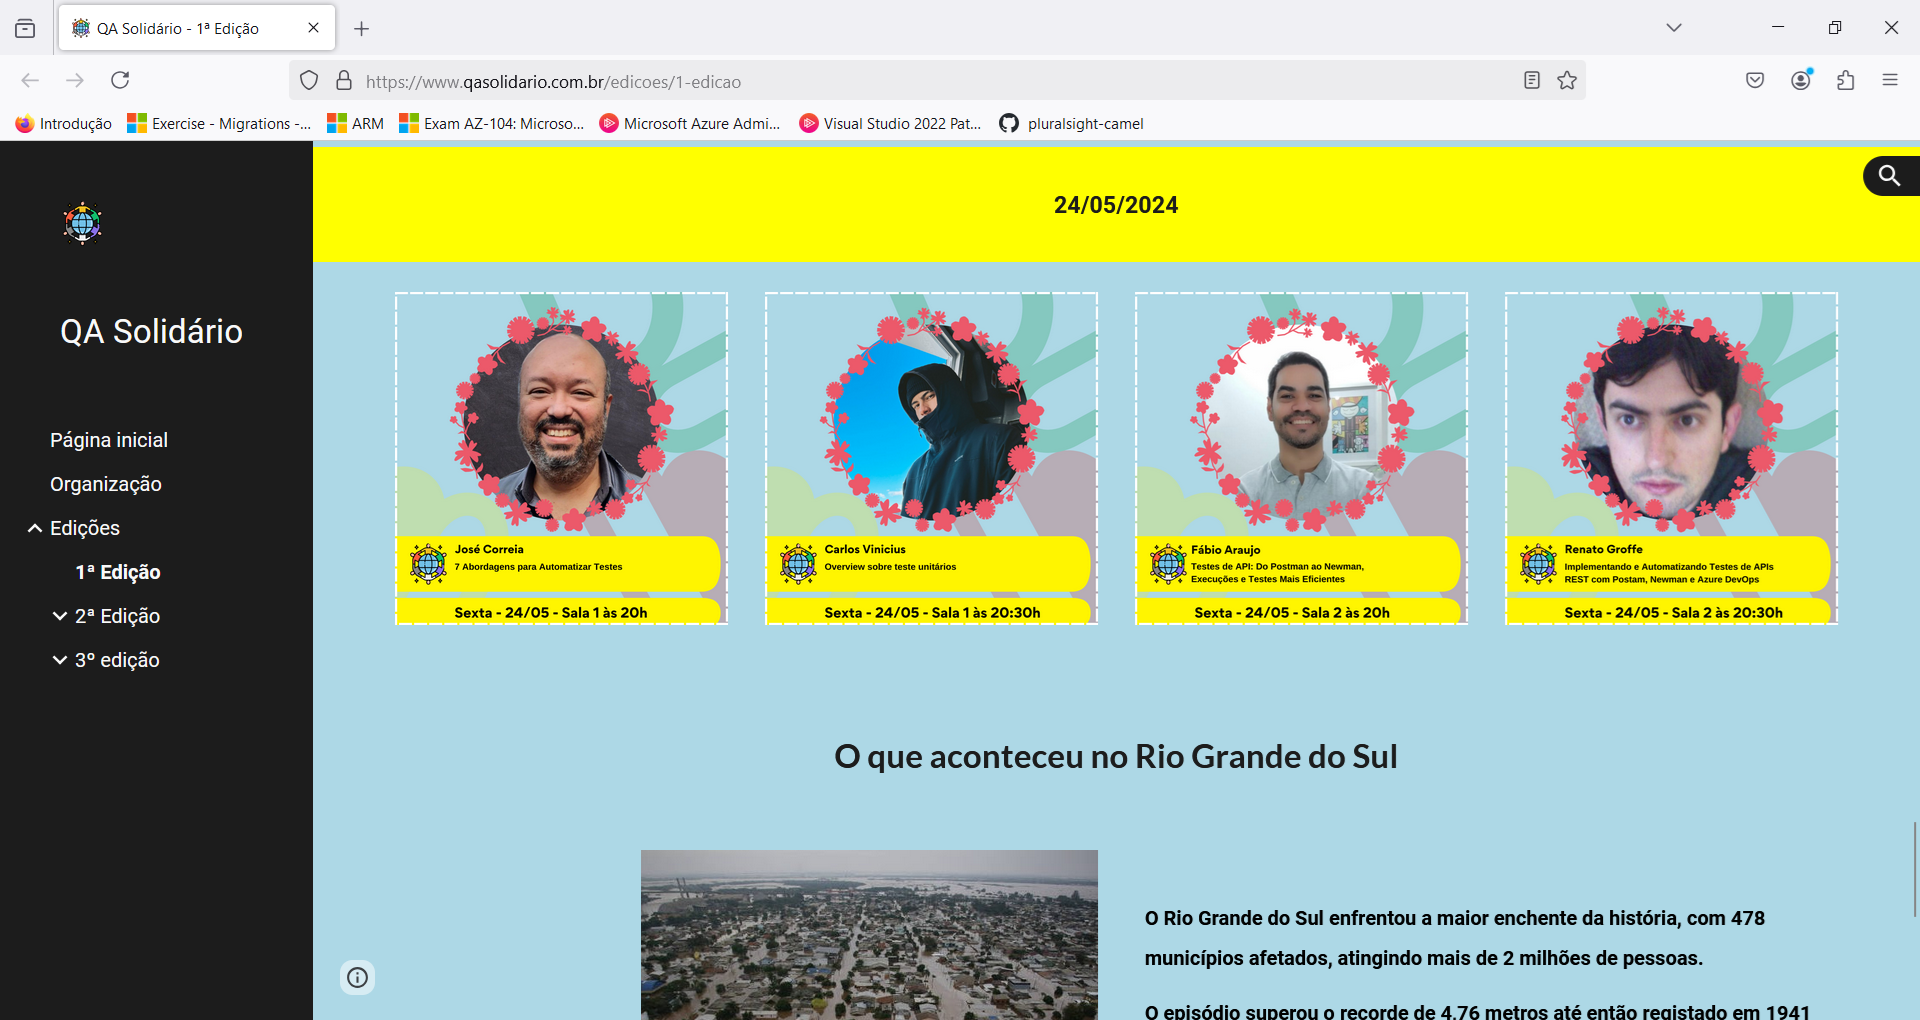 QA Solidário - 1ª Edição
https://www.qasolidario.com.br/edicoes/1-edicao
Introdução
Exercise - Migrations -...
ARM
Exam AZ-104: Microso...
Microsoft Azure Admi...
Visual Studio 2022 Pat...
pluralsight-camel
QA Solidário
Página inicial
Organização
Edições
1ª Edição
2ª Edição
3º edição
24/05/2024
José Correia
7 Abordagens para Automatizar Testes
Sexta - 24/05 - Sala 1 às 20h
Carlos Vinicius
Overview sobre teste unitários
Sexta - 24/05 - Sala 1 às 20:30h
Fábio Araujo
Testes de API: Do Postman ao Newman,
Execuções e Testes Mais Eficientes
Sexta - 24/05 - Sala 2 às 20h
Renato Groffe
Implementando e Automatizando Testes de APIs
REST com Postam, Newman e Azure DevOps
Sexta - 24/05 - Sala 2 às 20:30h
O que aconteceu no Rio Grande do Sul
O Rio Grande do Sul enfrentou a maior enchente da história, com 478
municípios afetados, atingindo mais de 2 milhões de pessoas.
O episódio superou o recorde de 4,76 metros até então registado em 1941